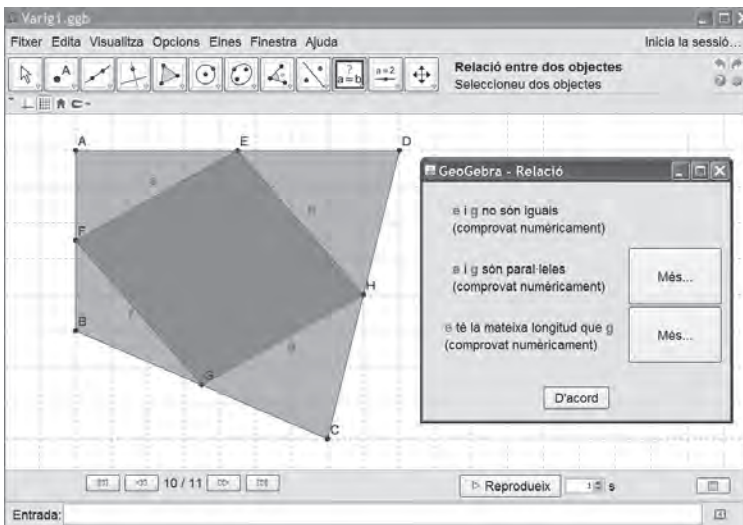 Varig1.ggb
Fitxer Edita Visualitza Opcions Eines Finestra Ajuda
Inicia la sessió...
A
? a=b
a=2
Relació entre dos objectes
Seleccioneu dos objectes
A
E
D
e
h
F
H
f
B
g
G
C
GeoGebra - Relació
e i g no són iguals
(comprovat numèricament)
e i g són paral·leles
(comprovat numèricament)
Més...
e té la mateixa longitud que g
(comprovat numèricament)
Més...
D'acord
10 / 11
Reprodueix
1
s
Entrada: